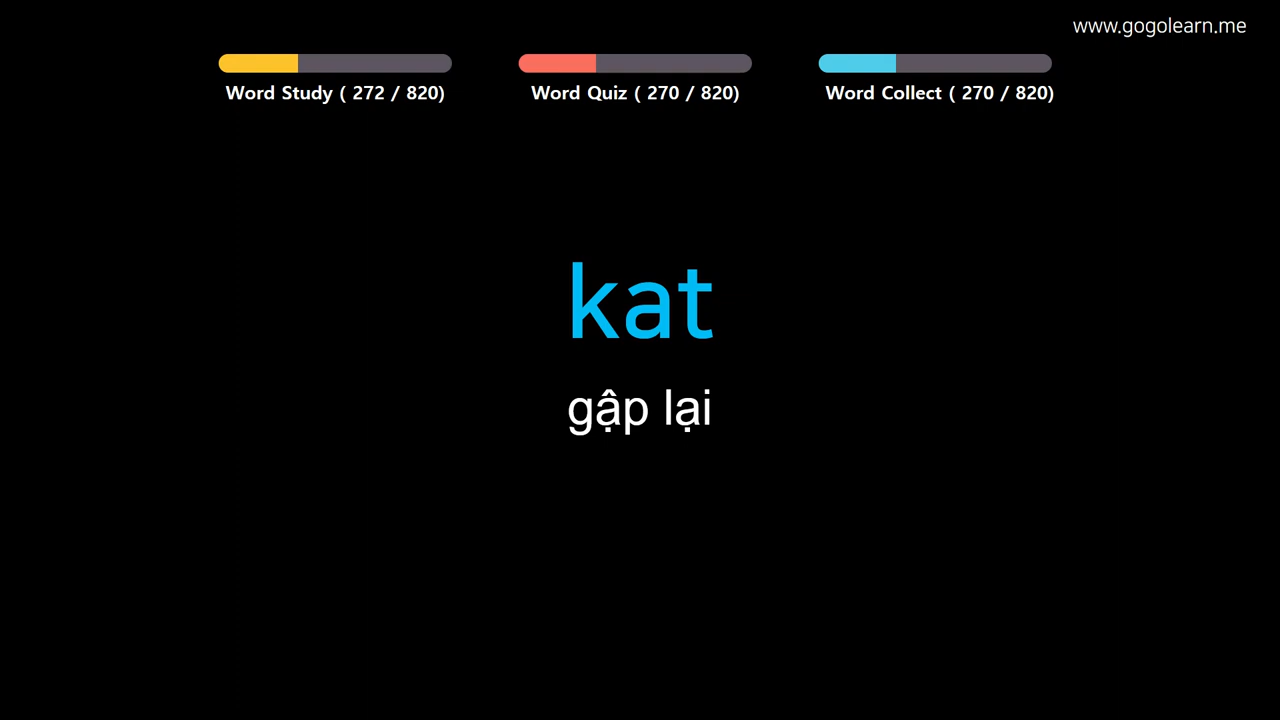 www.gogolearn.me
Word Study ( 272 / 820)
Word Quiz ( 270 / 820)
Word Collect ( 270 / 820)
kat
gập lại